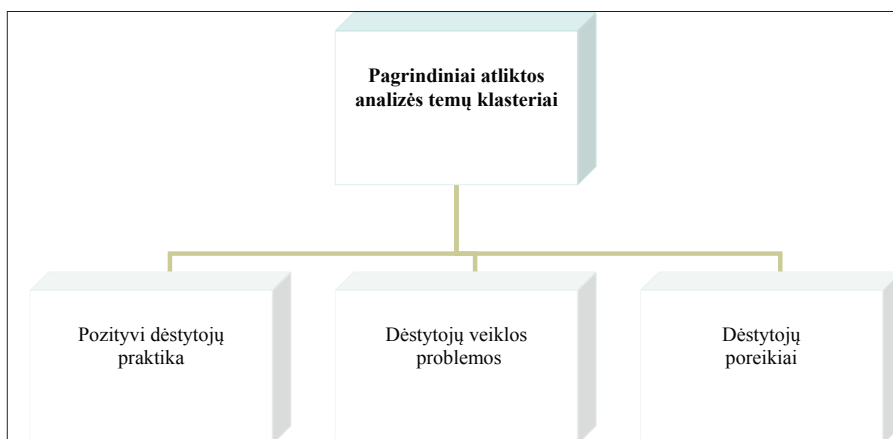 Pagrindiniai atliktos
analizės temų klasteriai
Pozityvi dėstytojų
praktika
Dėstytojų veiklos
problemos
Dėstytojų
poreikiai